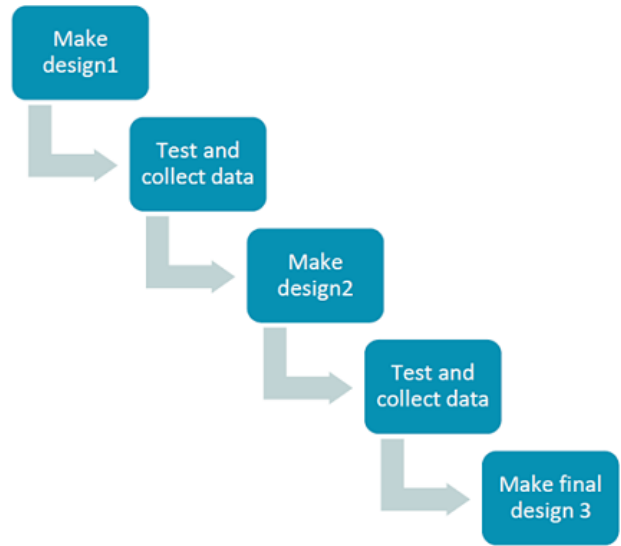 Make
design1
Test and
collect data
Make
design2
Test and
collect data
Make final
design 3